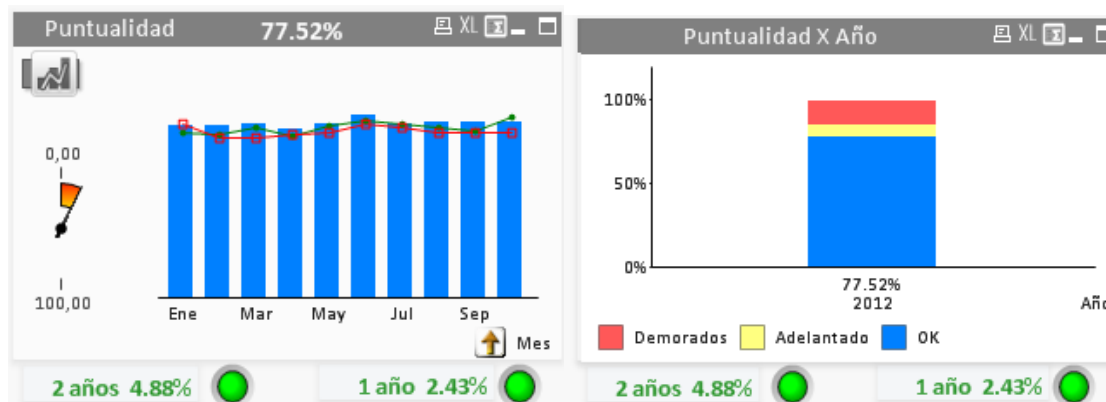 Puntualidad 77.52% XL
0,00
100,00
Ene Mar May Jul Sep
Mes
2 años 4.88% 1 año 2.43%
Puntualidad X Año XL
100%
50%
0%
77.52%
2012
Año
Demorados Adelantado OK
2 años 4.88% 1 año 2.43%